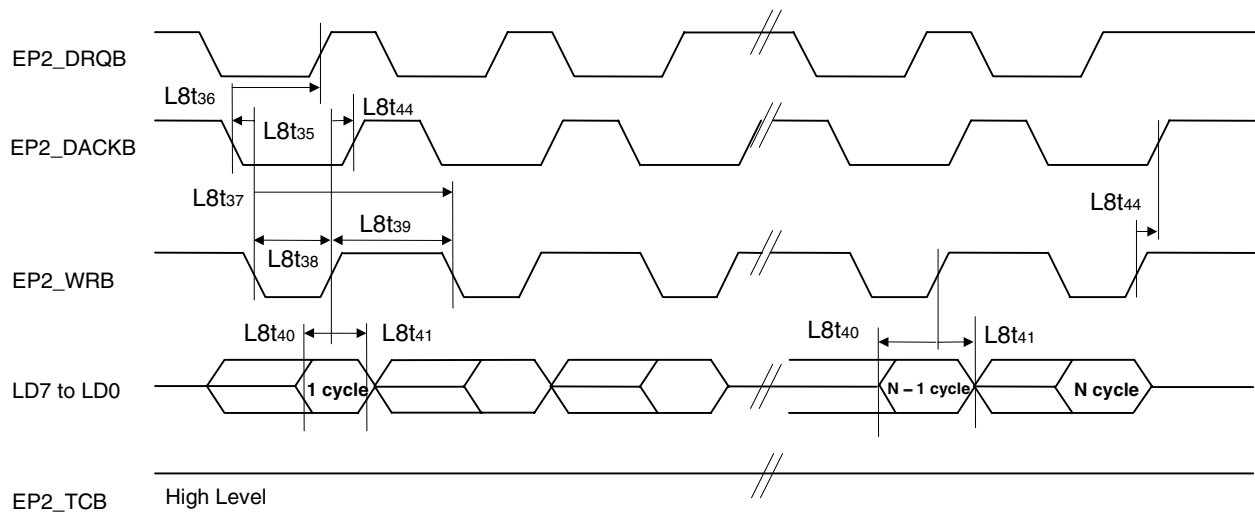 EP2_DRQB
L8t36
L8t44
L8t35
EP2_DACKB
L8t37
L8t44
L8t39
L8t38
EP2_WRB
L8t40
L8t41
L8t40
L8t41
LD7 to LD0
1 cycle
N – 1 cycle
N cycle
EP2_TCB
High Level